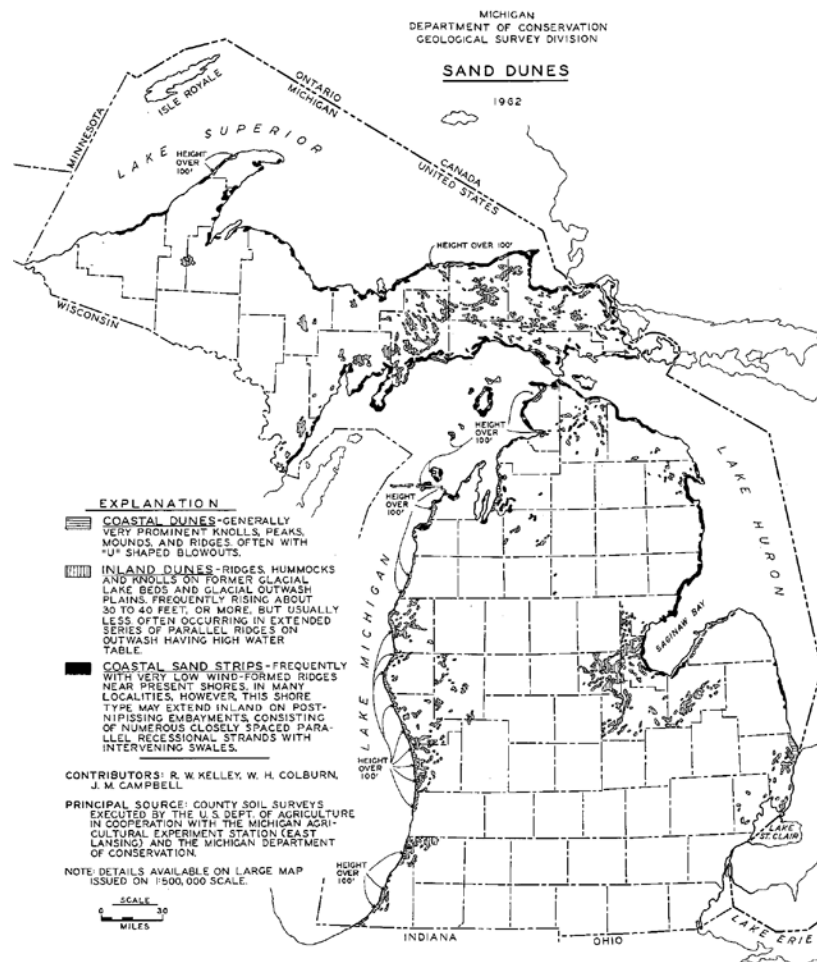 MICHIGAN
DEPARTMENT OF CONSERVATION
GEOLOGICAL SURVEY DIVISION
SAND DUNES
1962
ISLE ROYALE
ONTARIO
MICHIGAN
MINNESOTA
LAKE SUPERIOR
HEIGHT
OVER
100'
CANADA
UNITED STATES
HEIGHT OVER 100'
WISCONSIN
HEIGHT
OVER
100'
LAKE HURON
HEIGHT
OVER
100'
SAGINAW BAY
LAKE MICHIGAN
EXPLANATION
COASTAL DUNES-GENERALLY
VERY PROMINENT KNOLLS, PEAKS,
MOUNDS, AND RIDGES. OFTEN WITH
"U" SHAPED BLOWOUTS.
INLAND DUNES-RIDGES, HUMMOCKS
AND KNOLLS ON FORMER GLACIAL
LAKE BEDS AND GLACIAL OUTWASH
PLAINS. FREQUENTLY RISING ABOUT
30 TO 40 FEET, OR MORE, BUT USUALLY
LESS. OFTEN OCCURRING IN EXTENDED
SERIES OF PARALLEL RIDGES ON
OUTWASH HAVING HIGH WATER
TABLE.
COASTAL SAND STRIPS-FREQUENTLY
WITH VERY LOW WIND-FORMED RIDGES
NEAR PRESENT SHORES. IN MANY
LOCALITIES, HOWEVER, THIS SHORE
TYPE MAY EXTEND INLAND ON POST-
NIPISSING EMBAYMENTS, CONSISTING
OF NUMEROUS CLOSELY SPACED PARA-
LLEL RECESSIONAL STRANDS WITH
INTERVENING SWALES.
HEIGHT
OVER
100'
CONTRIBUTORS: R. W. KELLEY, W. H. COLBURN,
J. M. CAMPBELL
PRINCIPAL SOURCE: COUNTY SOIL SURVEYS
EXECUTED BY THE U.S. DEPT. OF AGRICULTURE
IN COOPERATION WITH THE MICHIGAN AGRI-
CULTURAL EXPERIMENT STATION (EAST
LANSING) AND THE MICHIGAN DEPARTMENT
OF CONSERVATION.
NOTE: DETAILS AVAILABLE ON LARGE MAP
ISSUED ON 1:500,000 SCALE.
SCALE
0 30
MILES
HEIGHT
OVER
100'
LAKE
ST. CLAIR
INDIANA
OHIO
LAKE ERIE